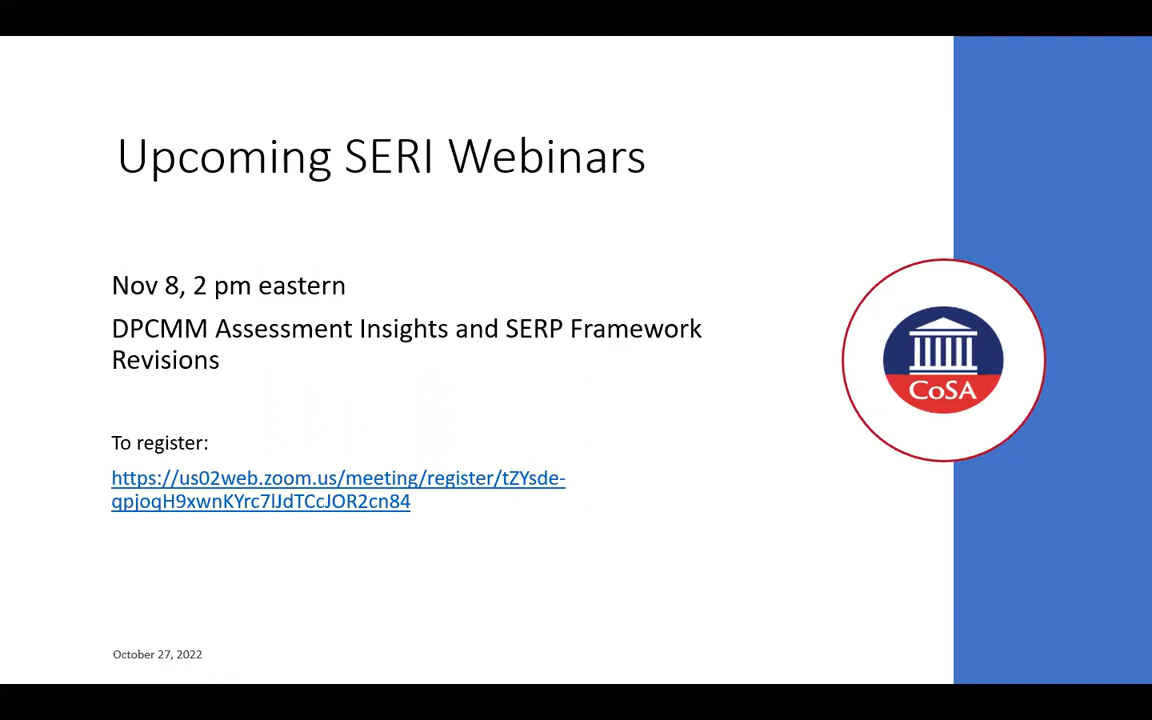 Upcoming SERI Webinars
Nov 8, 2 pm eastern
DPCMM Assessment Insights and SERP Framework
Revisions
CoSA
To register:
https://us02web.zoom.us/meeting/register/tZYsde-
qpjoqH9xwnKYrc7lJdTCcJOR2cn84
October 27, 2022